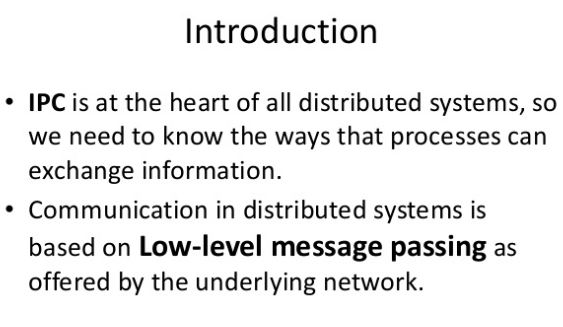 Introduction
• IPC is at the heart of all distributed systems, so
we need to know the ways that processes can
exchange information.
• Communication in distributed systems is
based on Low-level message passing as
offered by the underlying network.